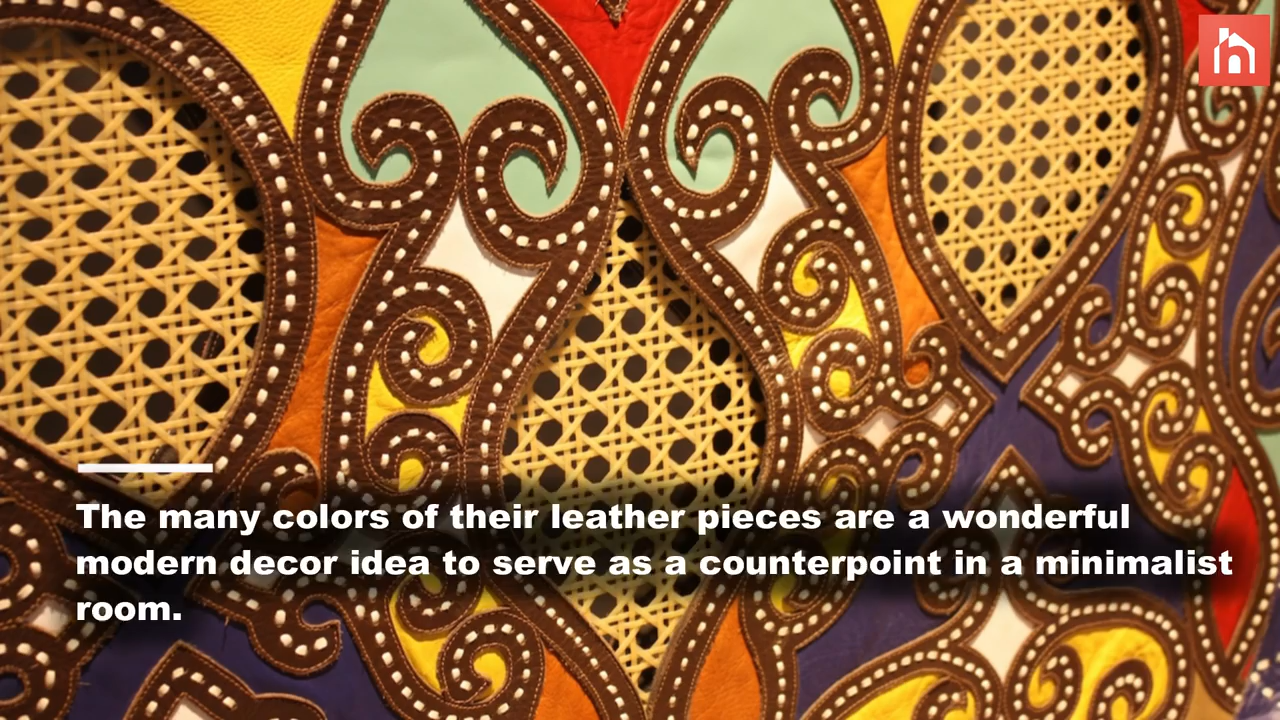 The many colors of their leather pieces are a wonderful
modern decor idea to serve as a counterpoint in a minimalist
room.